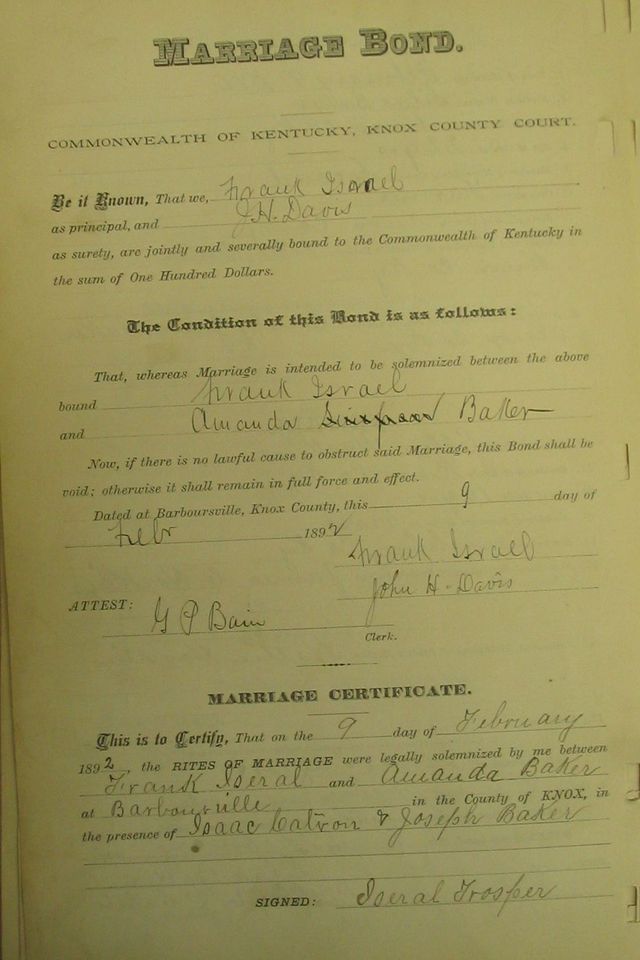 MARRIAGE BOND.
COMMONWEALTH OF KENTUCKY, KNOX COUNTY COURT.
Be it Known, That we, Frank Israel
as principal, and J.H. Davis
as surety, are jointly and severally bound to the Commonwealth of Kentucky in
the sum of One Hundred Dollars.
The Condition of this Bond is as follows:
That, whereas Marriage is intended to be solemnized between the above
bound Frank Israel
and Amanda Baker
Now, if there is no lawful cause to obstruct said Marriage, this Bond shall be
void; otherwise it shall remain in full force and effect.
Dated at Barboursville, Knox County, this 9 day of
Febr 1892
Frank Israel
John H. Davis
ATTEST:
G P Bain
Clerk.
MARRIAGE CERTIFICATE.
This is to Certify, That on the 9 day of February
1892, the RITES OF MARRIAGE were legally solemnized by me between
Frank Iseral and Amanda Baker
at Barbourville in the County of KNOX, in
the presence of Isaac Catron & Joseph Baker
SIGNED: Iseral Trosper